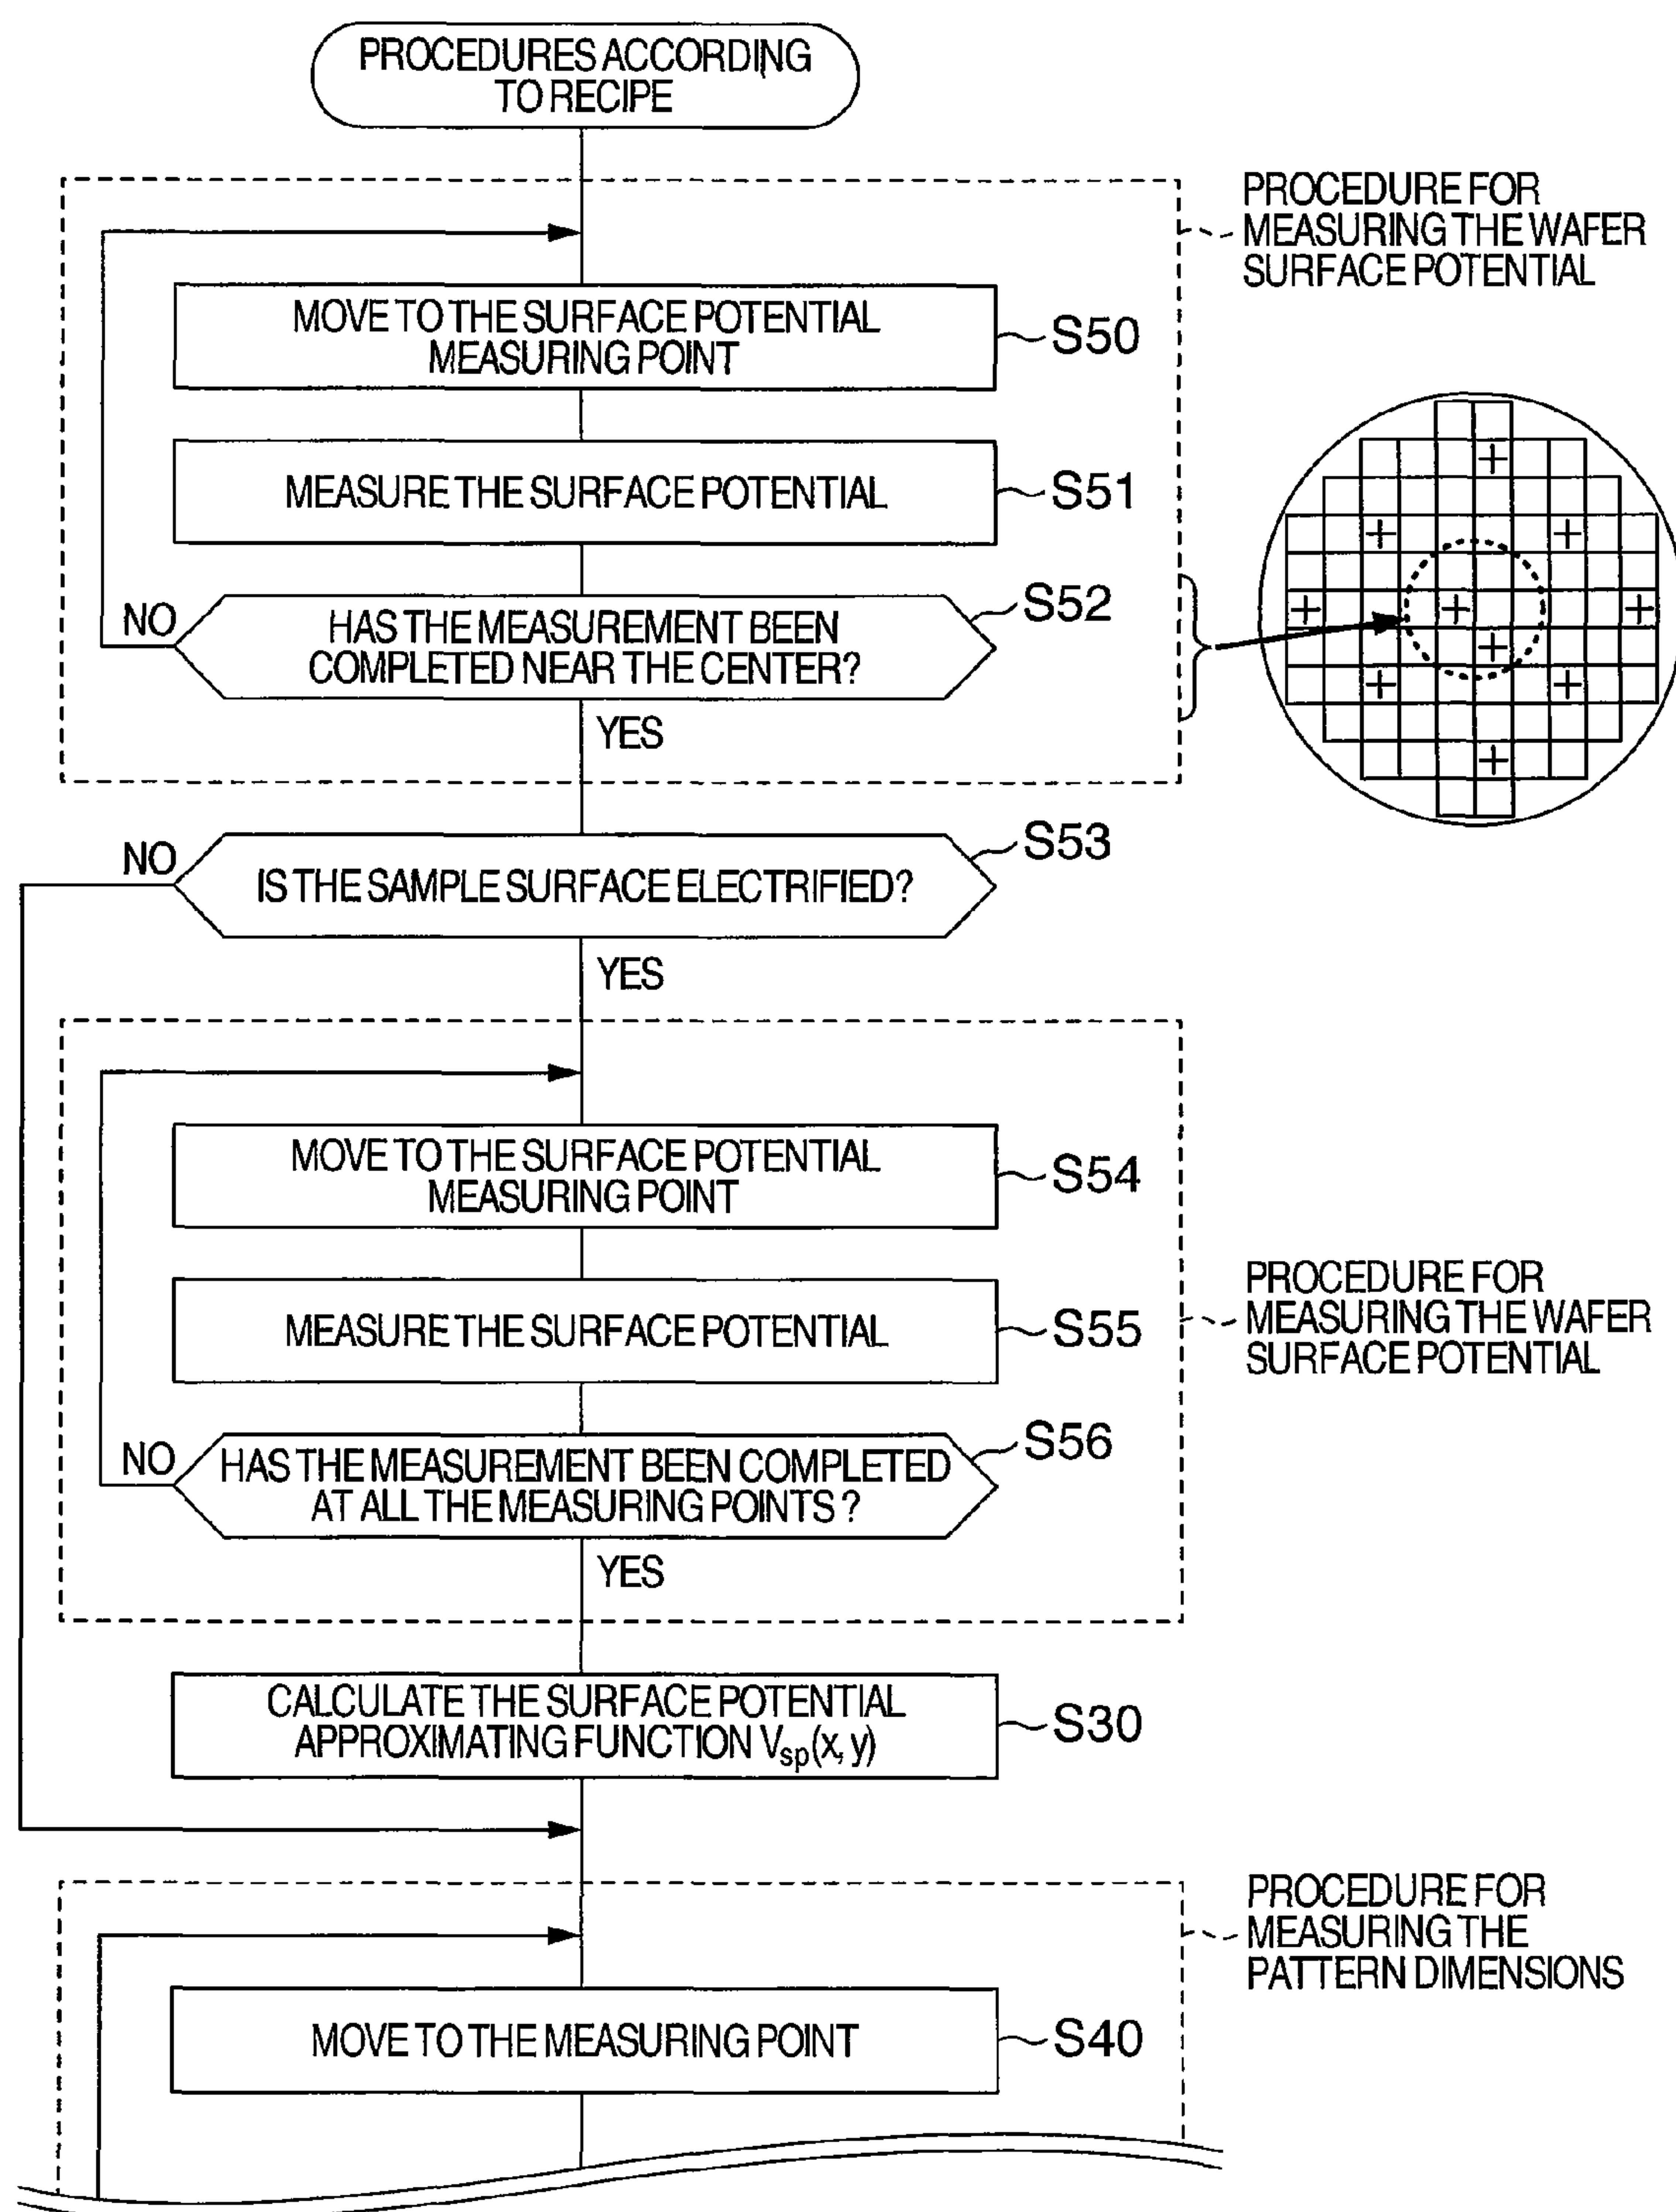 PROCEDURES ACCORDING
TO RECIPE
PROCEDURE FOR
MEASURING THE WAFER
SURFACE POTENTIAL
MOVE TO THE SURFACE POTENTIAL
MEASURING POINT
S50
MEASURE THE SURFACE POTENTIAL
S51
NO
HAS THE MEASUREMENT BEEN
COMPLETED NEAR THE CENTER?
S52
YES
NO
IS THE SAMPLE SURFACE ELECTRIFIED?
S53
YES
MOVE TO THE SURFACE POTENTIAL
MEASURING POINT
S54
MEASURE THE SURFACE POTENTIAL
S55
PROCEDURE FOR
MEASURING THE WAFER
SURFACE POTENTIAL
NO
HAS THE MEASUREMENT BEEN COMPLETED
AT ALL THE MEASURING POINTS ?
S56
YES
CALCULATE THE SURFACE POTENTIAL
APPROXIMATING FUNCTION Vsp(x, y)
S30
PROCEDURE FOR
MEASURING THE
PATTERN DIMENSIONS
MOVE TO THE MEASURING POINT
S40